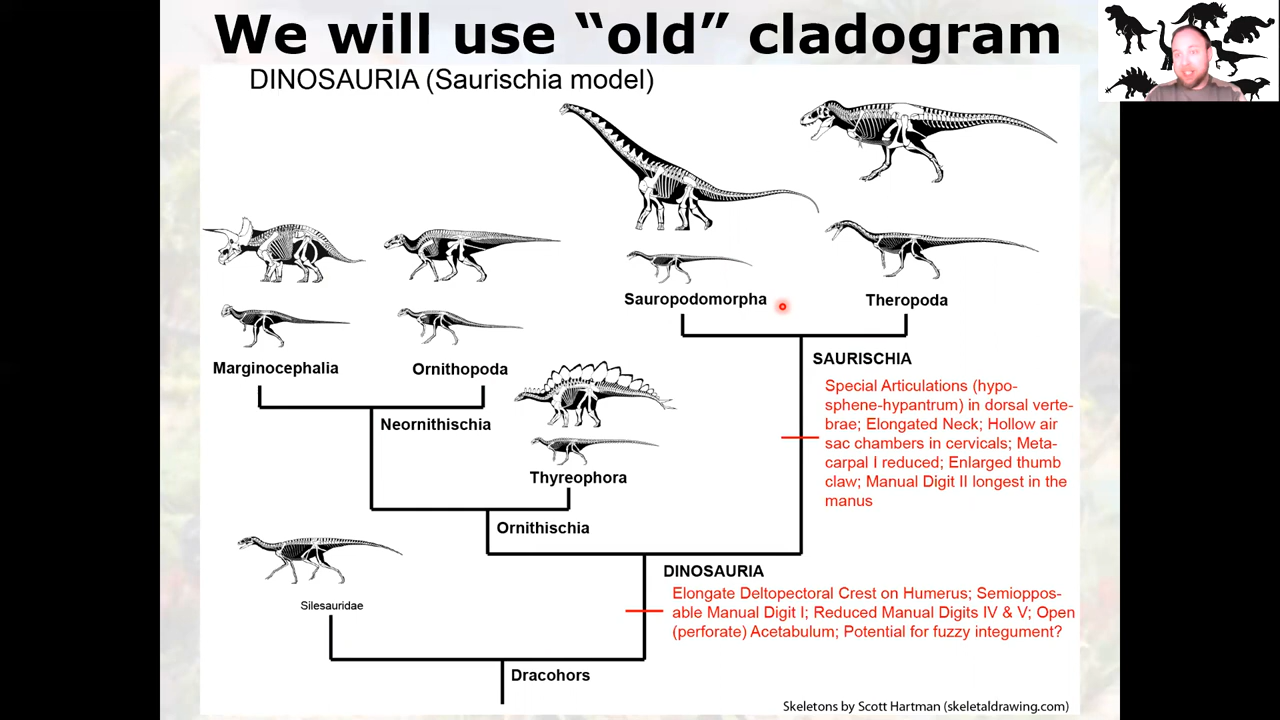 We will use “old” cladogram
DINOSAURIA (Saurischia model)
Sauropodomorpha
Theropoda
SAURISCHIA
Special Articulations (hypo-
sphene-hypantrum) in dorsal verte-
brae; Elongated Neck; Hollow air
sac chambers in cervicals; Meta-
carpal I reduced; Enlarged thumb
claw; Manual Digit II longest in the
manus
Marginocephalia
Ornithopoda
Neornithischia
Thyreophora
Ornithischia
DINOSAURIA
Elongate Deltopectoral Crest on Humerus; Semioppos-
able Manual Digit I; Reduced Manual Digits IV & V; Open
(perforate) Acetabulum; Potential for fuzzy integument?
Silesauridae
Dracohors
Skeletons by Scott Hartman (skeletaldrawing.com)